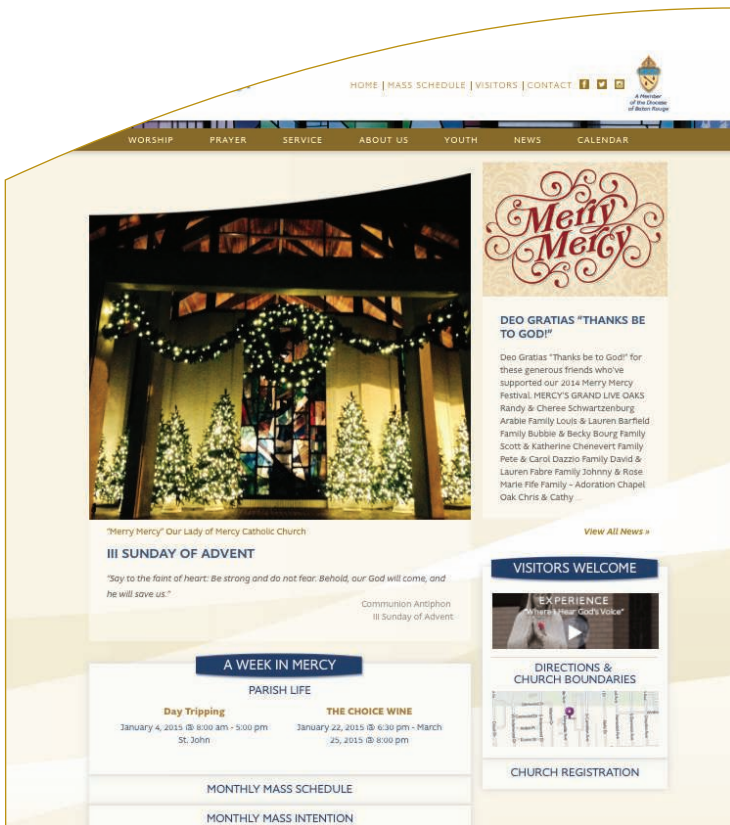 HOME | MASS SCHEDULE | VISITORS | CONTACT
A Member
of the Diocese
of Baton Rouge
WORSHIP PRAYER SERVICE ABOUT US YOUTH NEWS CALENDAR
Merry
Mercy
"Merry Mercy" Our Lady of Mercy Catholic Church
III SUNDAY OF ADVENT
"Say to the faint of heart: Be strong and do not fear. Behold, our God will come, and
he will save us."
Communion Antiphon
III Sunday of Advent
A WEEK IN MERCY
PARISH LIFE
Day Tripping
January 4, 2015 @ 8:00 am - 5:00 pm
St. John
THE CHOICE WINE
January 22, 2015 @ 6:30 pm - March
25, 2015 @ 8:00 pm
MONTHLY MASS SCHEDULE
MONTHLY MASS INTENTION
DEO GRATIAS "THANKS BE
TO GOD!"
Deo Gratias "Thanks be to God!" for
these generous friends who've
supported our 2014 Merry Mercy
Festival. MERCY'S GRAND LIVE OAKS
Randy & Cheree Schwartzenburg
Arabie Family Louis & Lauren Barfield
Family Bubbie & Becky Bourg Family
Scott & Katherine Chenevert Family
Pete & Carol Dazzio Family David &
Lauren Fabre Family Johnny & Rose
Marie Fife Family – Adoration Chapel
Oak Chris & Cathy ...
View All News »
VISITORS WELCOME
EXPERIENCE
"Where I Hear God's Voice"
DIRECTIONS &
CHURCH BOUNDARIES
CHURCH REGISTRATION